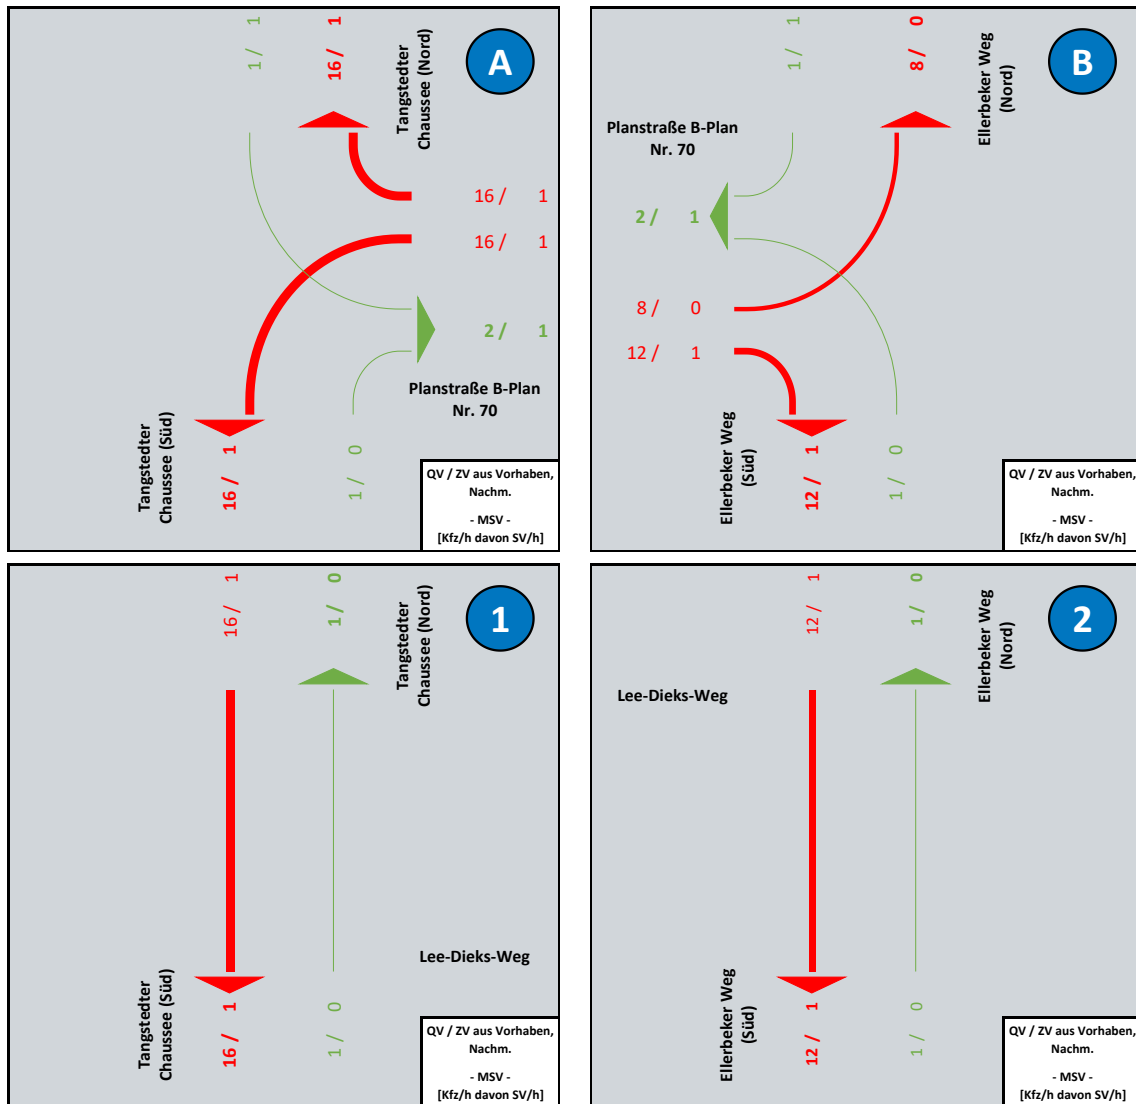 1 / 1
16 / 1
Tangstedter
Chaussee (Nord)
A
16 / 1
16 / 1
2 / 1
Planstraße B-Plan
Nr. 70
Tangstedter
Chaussee (Süd)
16 / 1
1 / 0
QV / ZV aus Vorhaben,
Nachm.
- MSV -
[Kfz/h davon SV/h]
1 / 1
8 / 0
Ellerbeker Weg
(Nord)
B
Planstraße B-Plan
Nr. 70
2 / 1
8 / 0
12 / 1
Ellerbeker Weg
(Süd)
12 / 1
1 / 0
QV / ZV aus Vorhaben,
Nachm.
- MSV -
[Kfz/h davon SV/h]
16 / 1
1 / 0
Tangstedter
Chaussee (Nord)
1
Lee-Dieks-Weg
Tangstedter
Chaussee (Süd)
16 / 1
1 / 0
QV / ZV aus Vorhaben,
Nachm.
- MSV -
[Kfz/h davon SV/h]
12 / 1
1 / 0
Ellerbeker Weg
(Nord)
2
Lee-Dieks-Weg
Ellerbeker Weg
(Süd)
12 / 1
1 / 0
QV / ZV aus Vorhaben,
Nachm.
- MSV -
[Kfz/h davon SV/h]